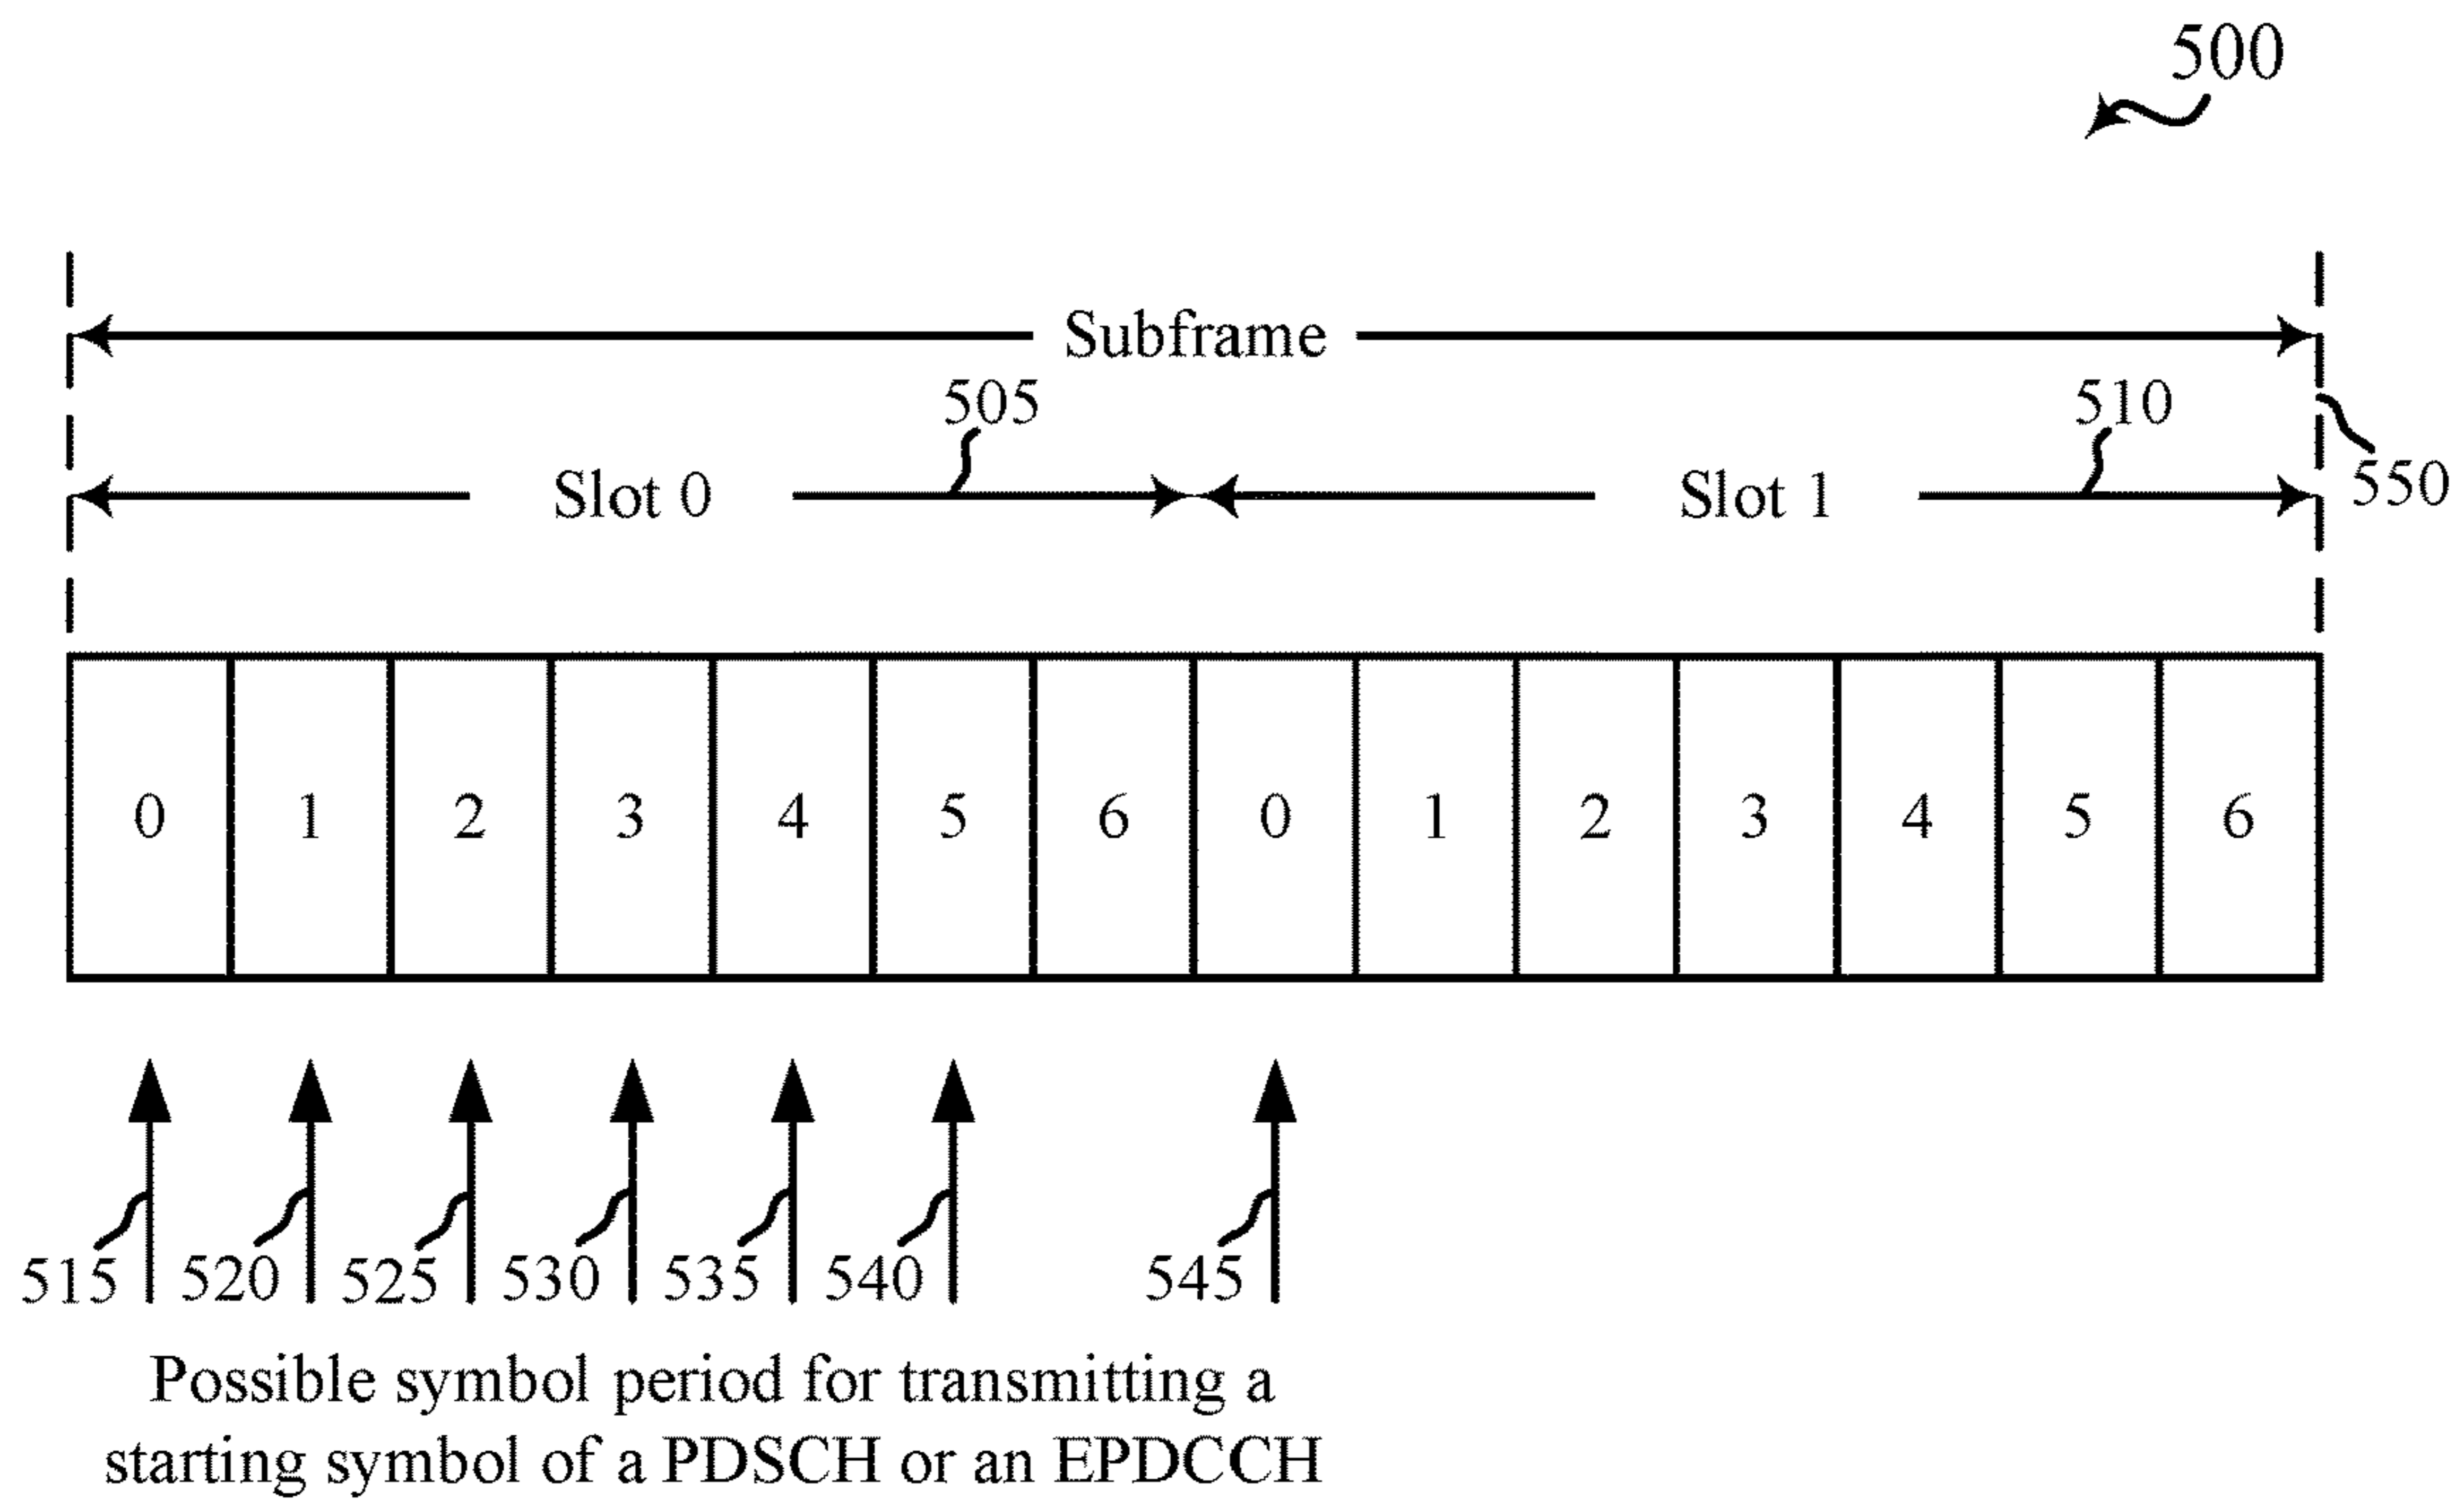 500
Subframe
505
510
Slot 0
Slot 1
550
0 1 2 3 4 5 6 0 1 2 3 4 5 6
515 520 525 530 535 540 545
Possible symbol period for transmitting a
starting symbol of a PDSCH or an EPDCCH